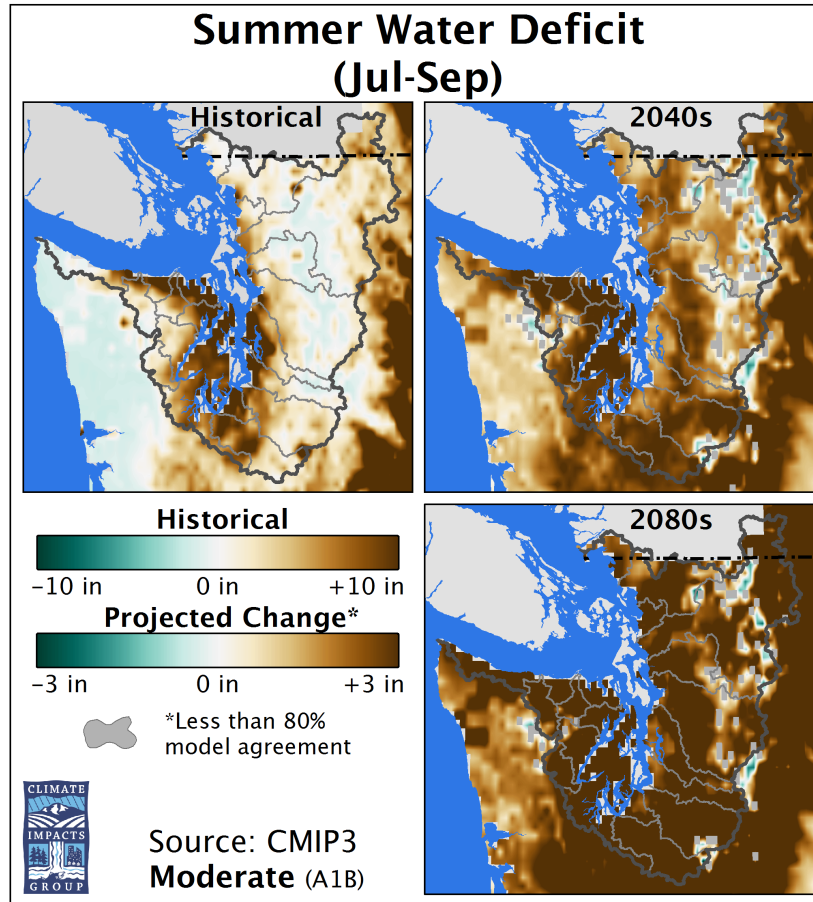 Summer Water Deficit
(Jul-Sep)
Historical
2040s
Historical
–10 in 0 in +10 in
Projected Change*
–3 in 0 in +3 in
*Less than 80%
model agreement
2080s
CLIMATE
IMPACTS
GROUP
Source: CMIP3
Moderate (A1B)